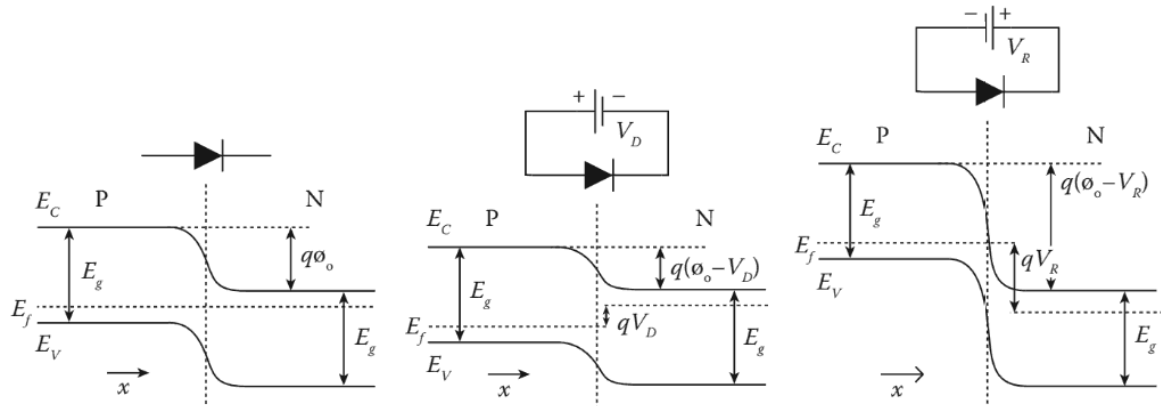 E_C P N
qø_o
E_g
E_f
E_V
E_g
x
+ −
V_D
E_C P N
q(ø_o–V_D)
E_g
E_f
qV_D
E_V
E_g
x
− +
V_R
E_C P N
q(ø_o–V_R)
E_g
E_f
qV_R
E_V
E_g
x